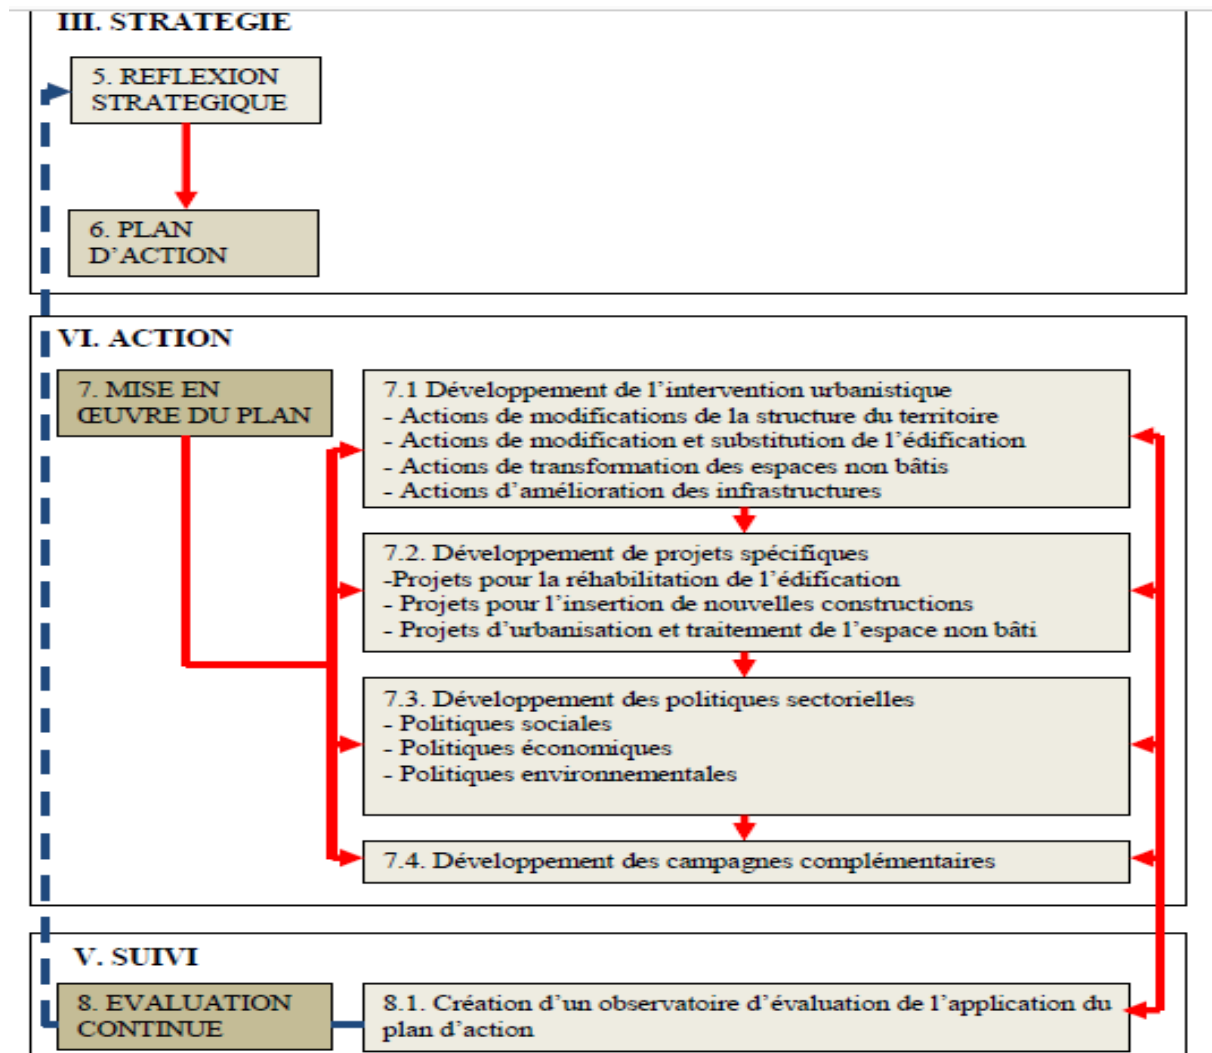 III. STRATEGIE
5. REFLEXION
STRATEGIQUE
6. PLAN
D’ACTION
VI. ACTION
7. MISE EN
ŒUVRE DU PLAN
7.1 Développement de l’intervention urbanistique
- Actions de modifications de la structure du territoire
- Actions de modification et substitution de l’édification
- Actions de transformation des espaces non bâtis
- Actions d’amélioration des infrastructures
7.2. Développement de projets spécifiques
-Projets pour la réhabilitation de l’édification
- Projets pour l’insertion de nouvelles constructions
- Projets d’urbanisation et traitement de l’espace non bâti
7.3. Développement des politiques sectorielles
- Politiques sociales
- Politiques économiques
- Politiques environnementales
7.4. Développement des campagnes complémentaires
V. SUIVI
8. EVALUATION
CONTINUE
8.1. Création d’un observatoire d’évaluation de l’application du
plan d’action